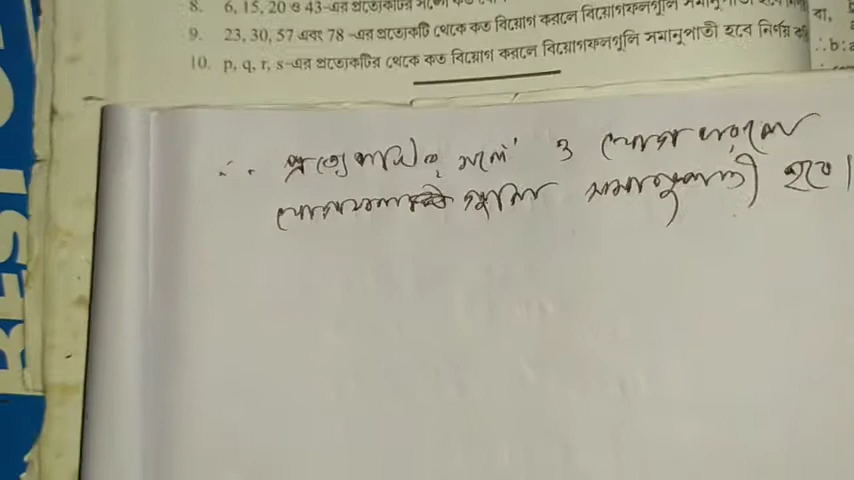 8. 6, 15, 20 ও 43-এর প্রত্যেকটির সঙ্গে কত
9. 23, 30, 57 এবং 78 -এর প্রত্যেকটি থেকে কত বিয়োগ করলে বিয়োগফলগুলি সমানুপাতী হবে নির্ণয়
10. p, q, r, s-এর প্রত্যেকটির থেকে কত বিয়োগ করলে বিয়োগফলগুলি সমানুপাতী হবে নির্ণয়
বা,
∴ b : a
∴ প্রত্যেকটির সঙ্গে 3 যোগ করলে
যোগফলগুলি সমানুপাতী হবে।